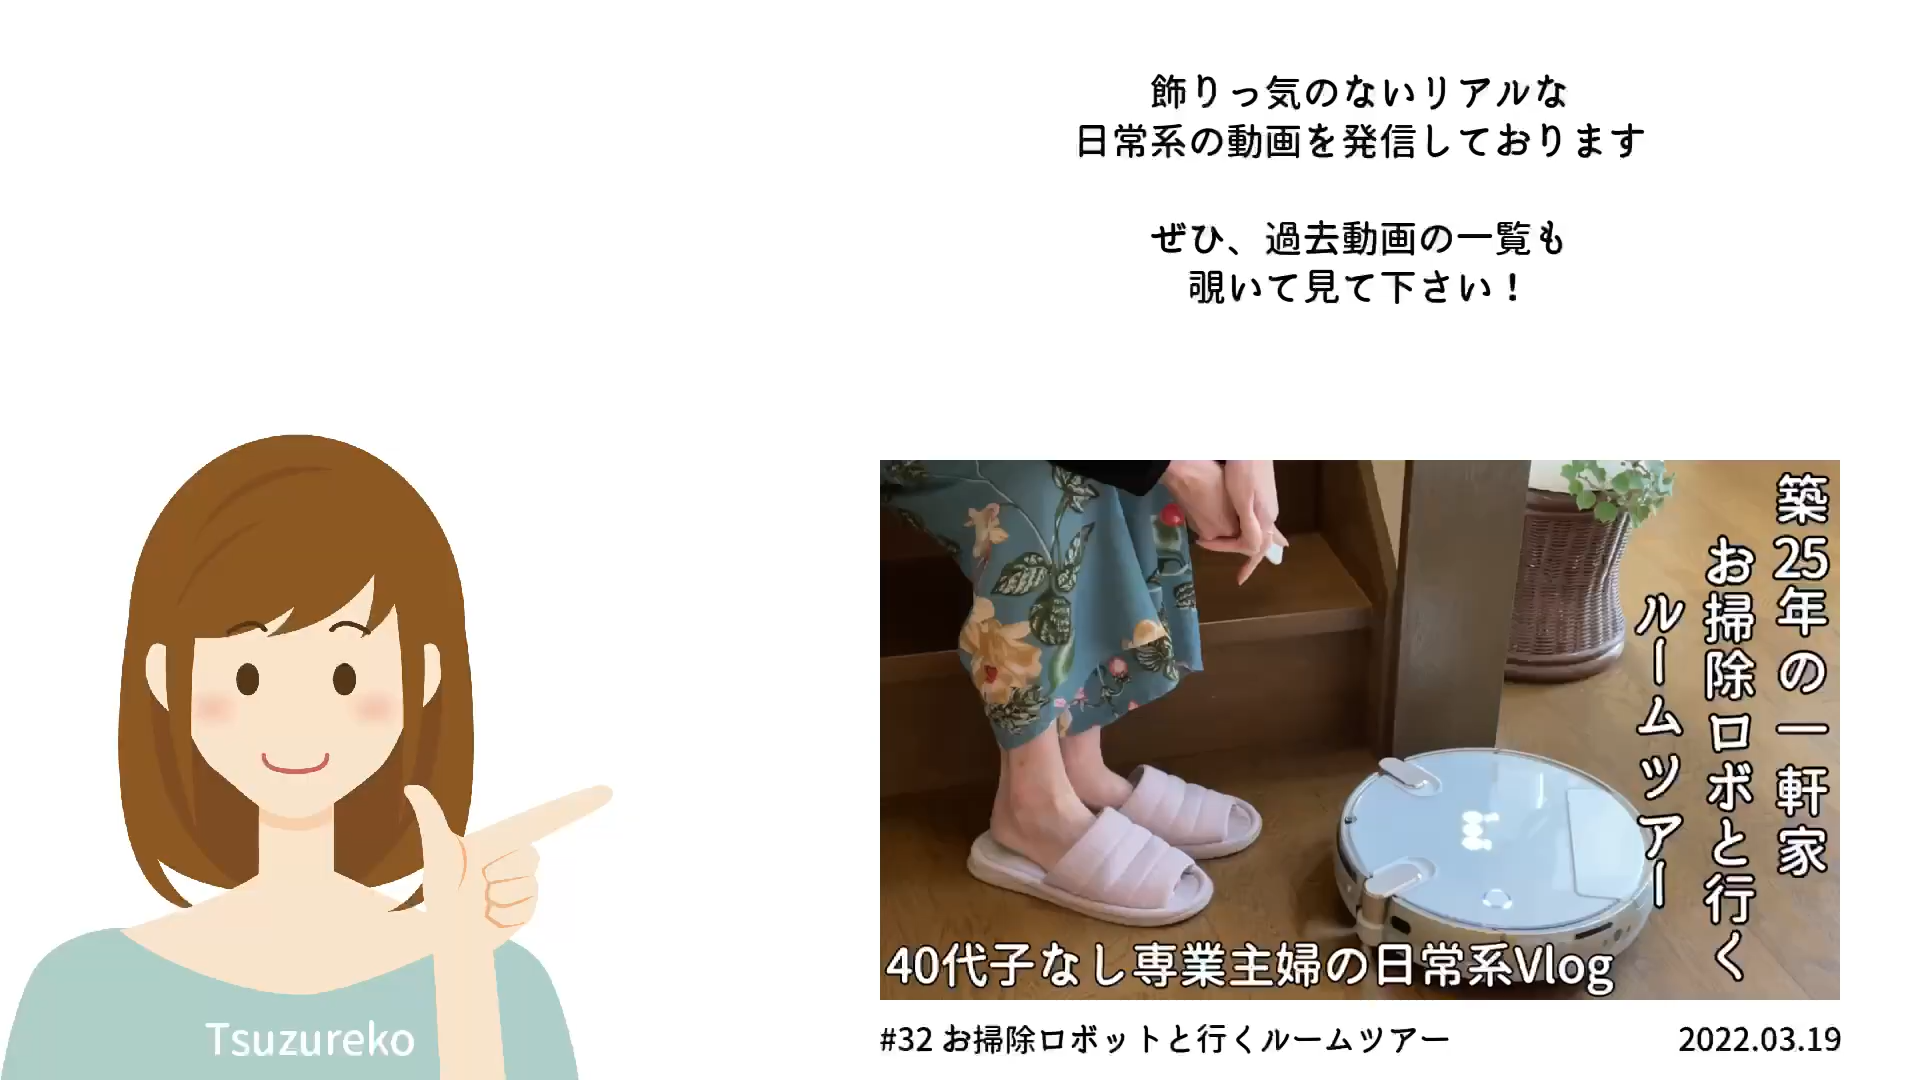 飾りっ気のないリアルな
日常系の動画を発信しております
ぜひ、過去動画の一覧も
覗いて見て下さい！
築25年の一軒家
お掃除ロボと行く
ルームツアー
40代子なし専業主婦の日常系Vlog
#32 お掃除ロボットと行くルームツアー
2022.03.19
Tsuzureko